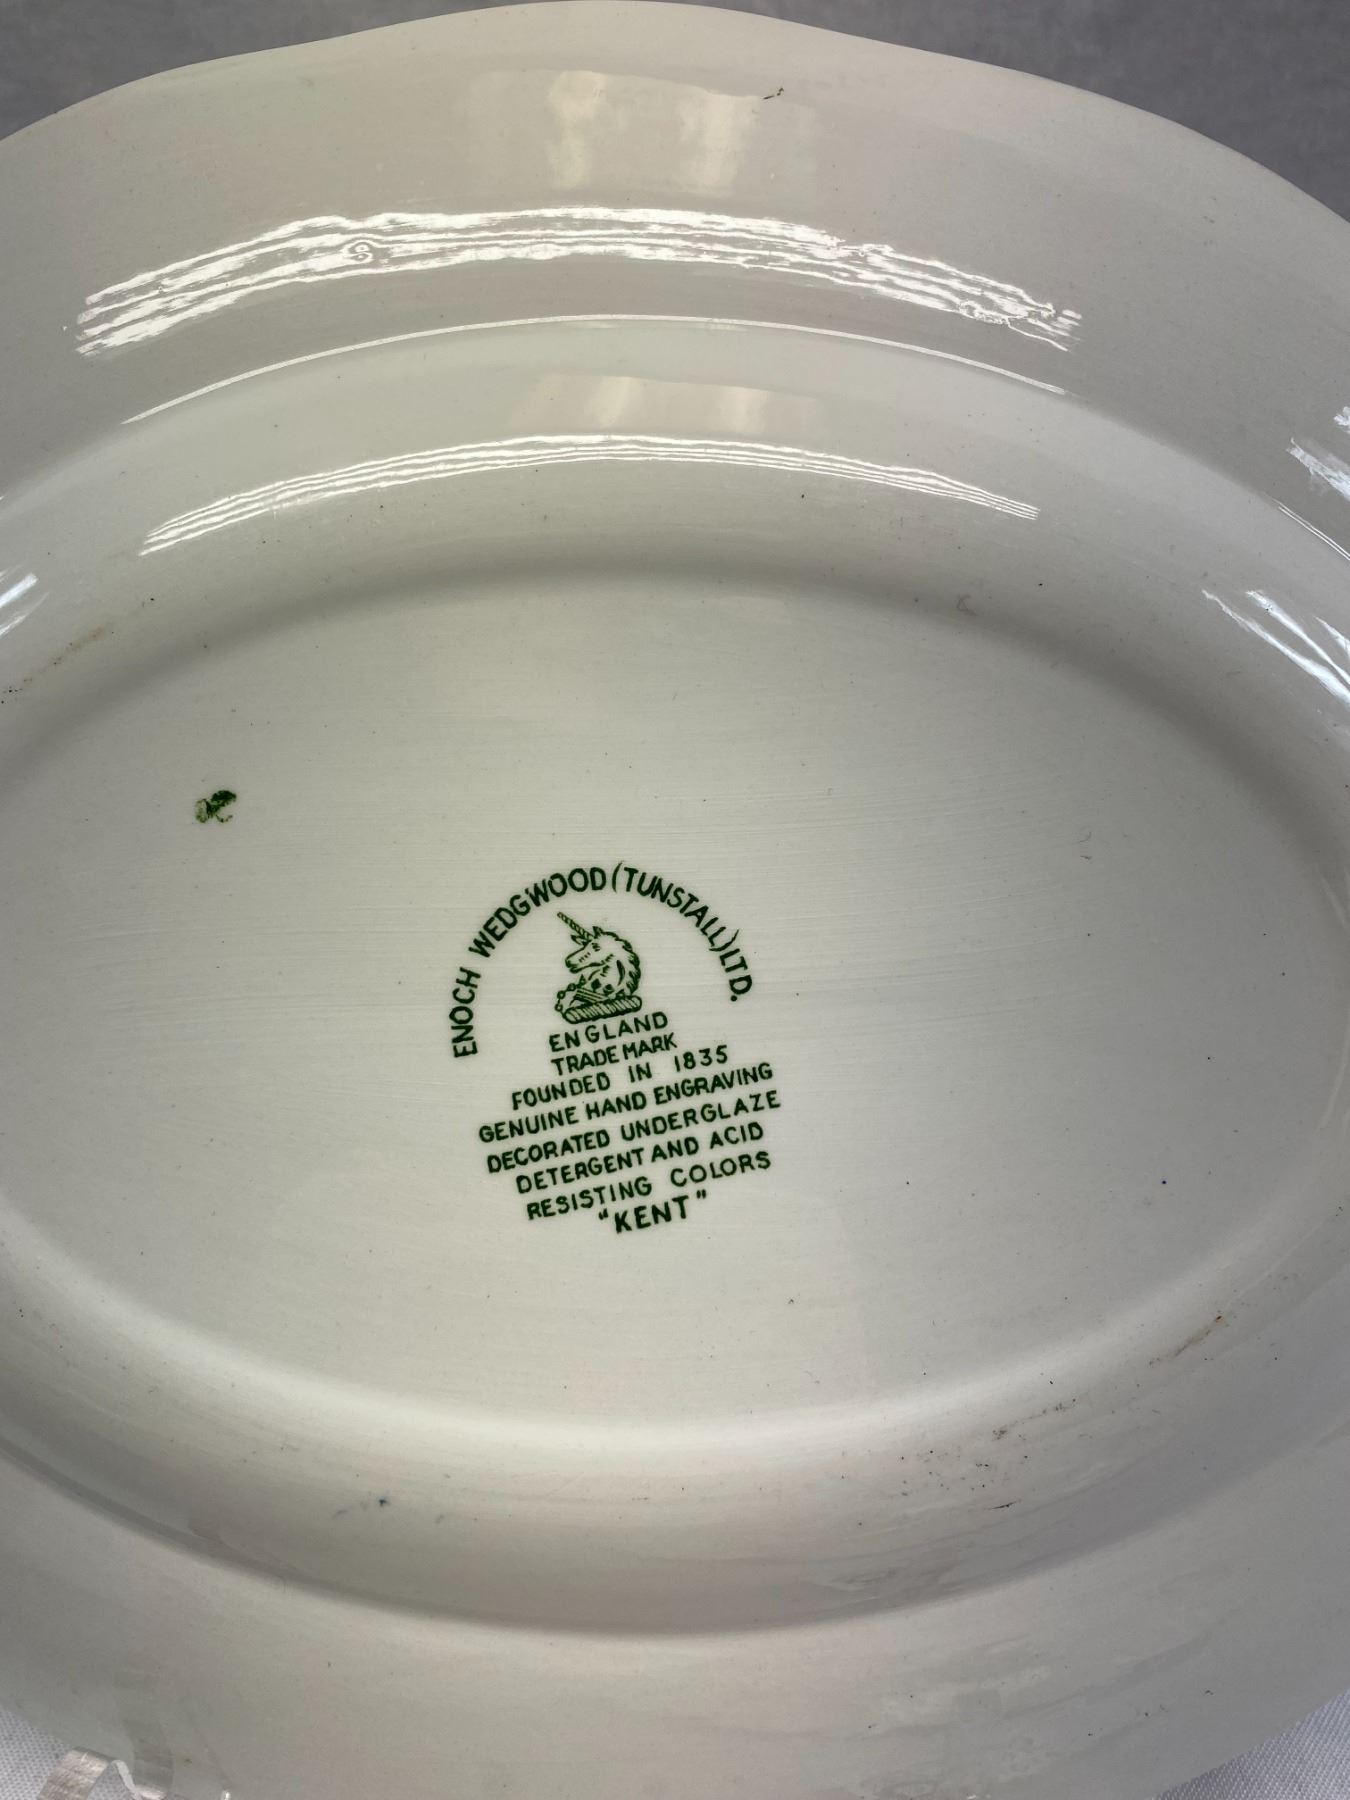 ENOCH WEDGWOOD (TUNSTALL) LTD.
ENGLAND
TRADE MARK
FOUNDED IN 1835
GENUINE HAND ENGRAVING
DECORATED UNDERGLAZE
DETERGENT AND ACID
RESISTING COLORS
"KENT"